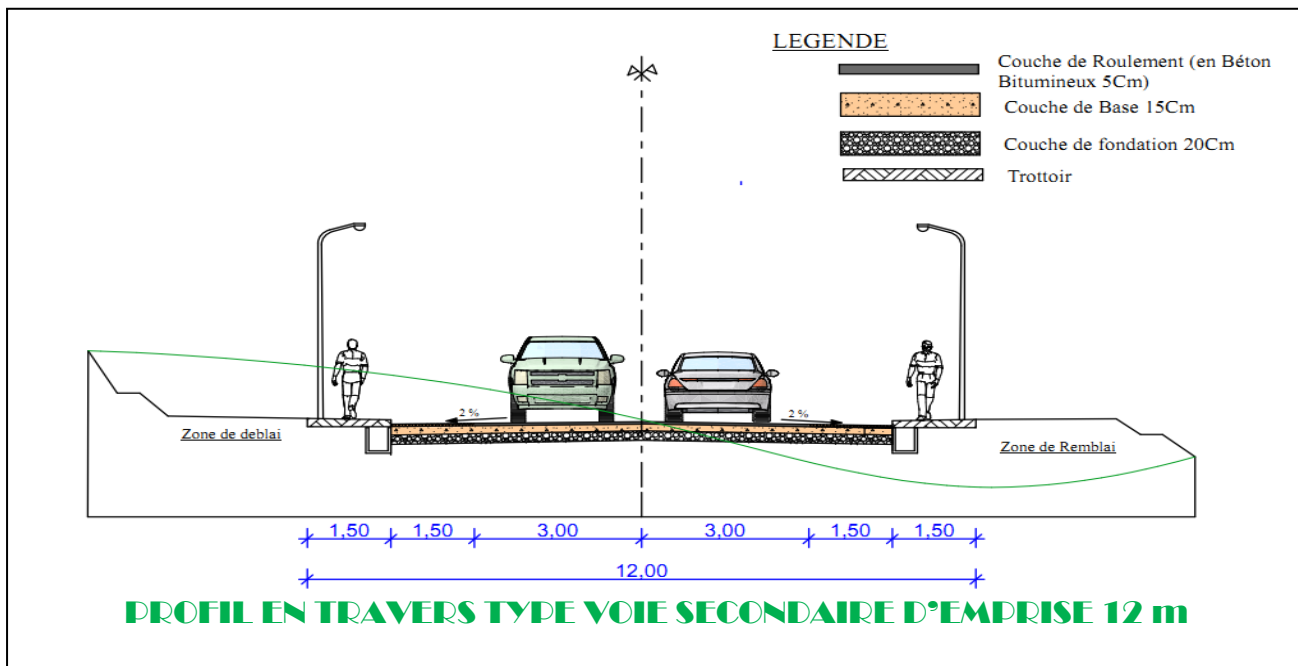 LEGENDE
Couche de Roulement (en Béton
Bitumineux 5Cm)
Couche de Base 15Cm
Couche de fondation 20Cm
Trottoir
2 %
2 %
Zone de deblai
Zone de Remblai
1,50
1,50
3,00
3,00
1,50
1,50
12,00
PROFIL EN TRAVERS TYPE VOIE SECONDAIRE D'EMPRISE 12 m